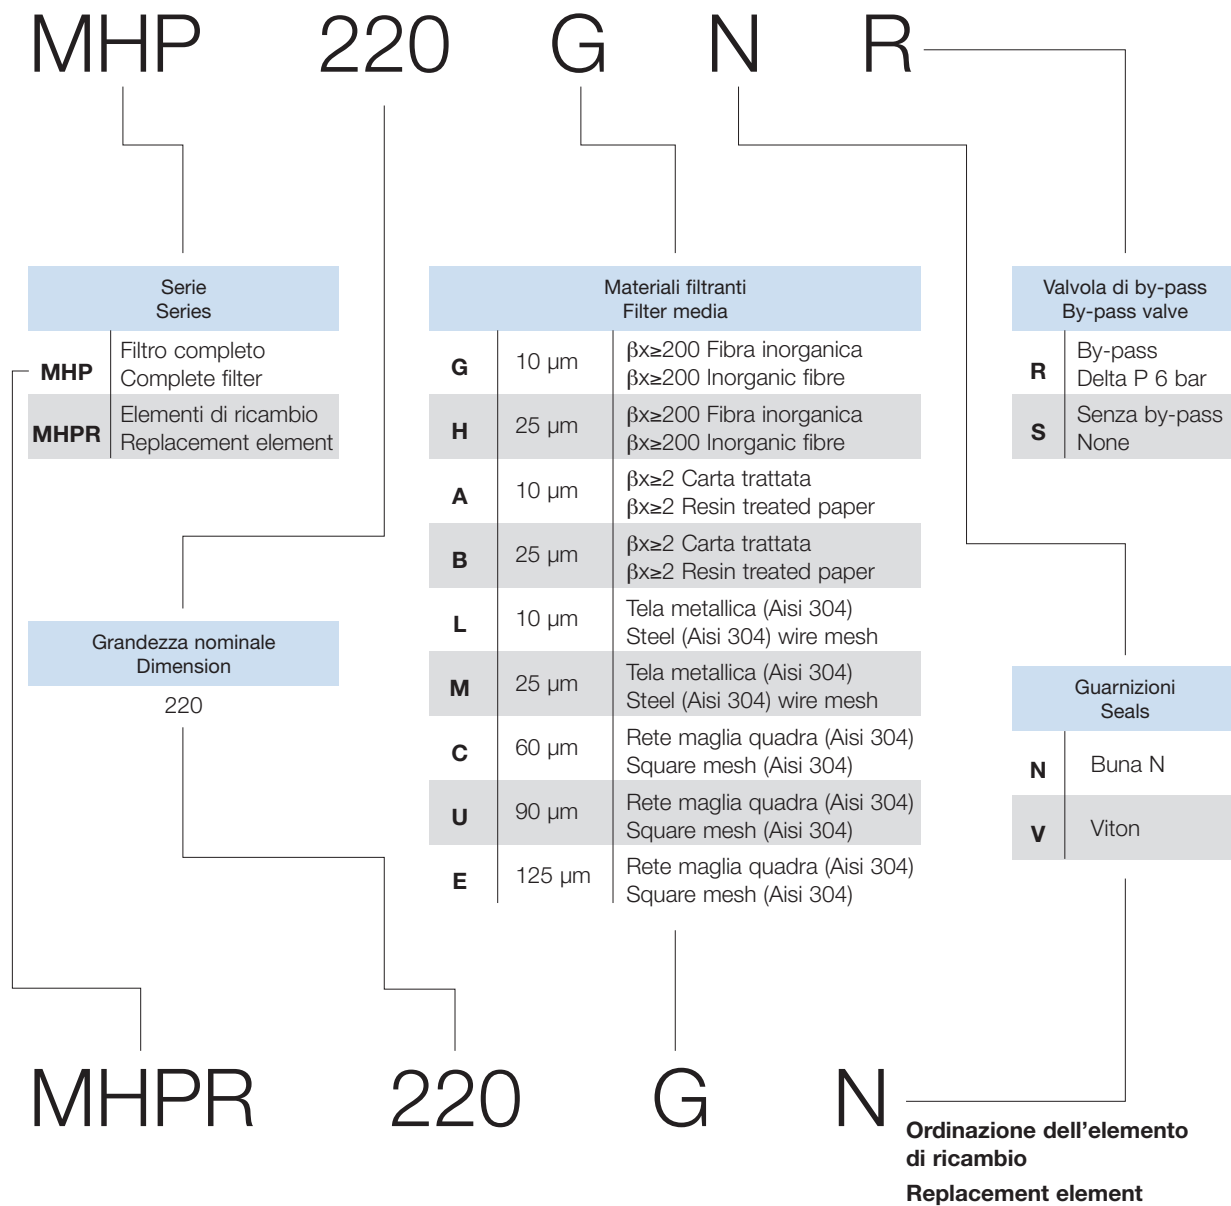 MHP 220 G N R
Serie
Series
MHP
Filtro completo
Complete filter
MHPR
Elementi di ricambio
Replacement element
Grandezza nominale
Dimension
220
Materiali filtranti
Filter media
G 10 µm
βx≥200 Fibra inorganica
βx≥200 Inorganic fibre
H 25 µm
βx≥200 Fibra inorganica
βx≥200 Inorganic fibre
A 10 µm
βx≥2 Carta trattata
βx≥2 Resin treated paper
B 25 µm
βx≥2 Carta trattata
βx≥2 Resin treated paper
L 10 µm
Tela metallica (Aisi 304)
Steel (Aisi 304) wire mesh
M 25 µm
Tela metallica (Aisi 304)
Steel (Aisi 304) wire mesh
C 60 µm
Rete maglia quadra (Aisi 304)
Square mesh (Aisi 304)
U 90 µm
Rete maglia quadra (Aisi 304)
Square mesh (Aisi 304)
E 125 µm
Rete maglia quadra (Aisi 304)
Square mesh (Aisi 304)
Valvola di by-pass
By-pass valve
R
By-pass
Delta P 6 bar
S
Senza by-pass
None
Guarnizioni
Seals
N Buna N
V Viton
MHPR 220 G N
Ordinazione dell'elemento
di ricambio
Replacement element